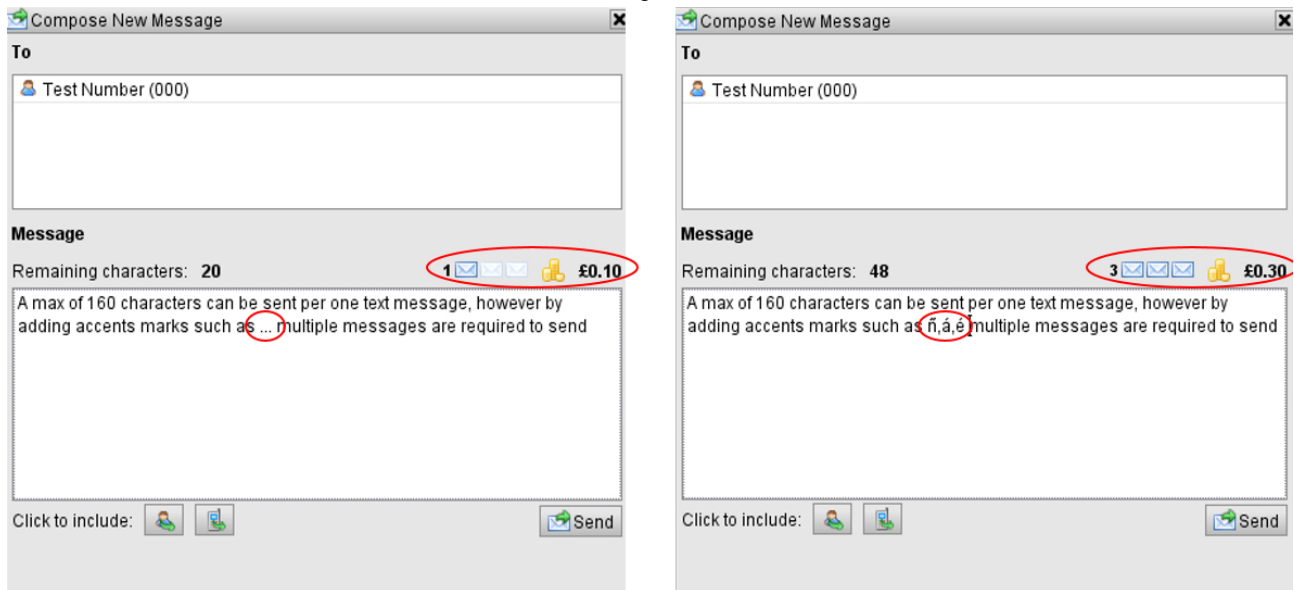 Compose New Message
To
Test Number (000)
Message
Remaining characters: 20
1 £0.10
A max of 160 characters can be sent per one text message, however by
adding accents marks such as ... multiple messages are required to send
Click to include:
Send
Compose New Message
To
Test Number (000)
Message
Remaining characters: 48
3 £0.30
A max of 160 characters can be sent per one text message, however by
adding accents marks such as ñ,á,é multiple messages are required to send
Click to include:
Send